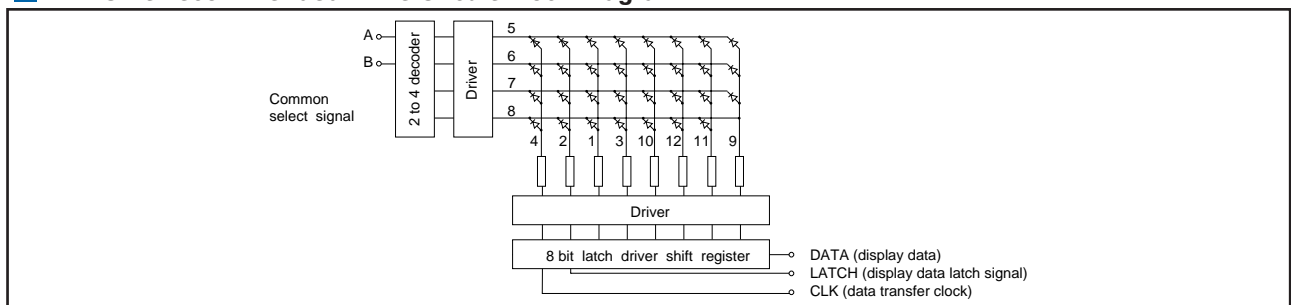 A
B
Common
select signal
2 to 4 decoder
Driver
5
6
7
8
4 2 1 3 10 12 11 9
Driver
8 bit latch driver shift register
DATA (display data)
LATCH (display data latch signal)
CLK (data transfer clock)